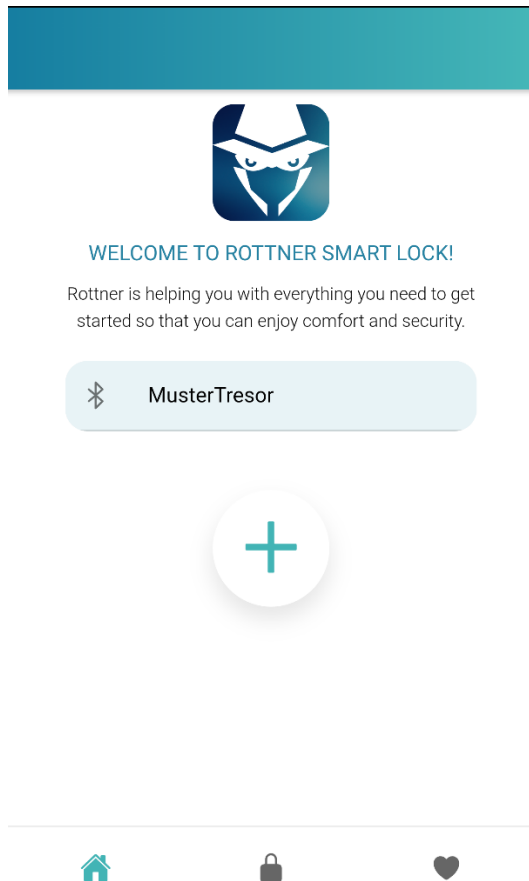 WELCOME TO ROTTNER SMART LOCK!
Rottner is helping you with everything you need to get
started so that you can enjoy comfort and security.
MusterTresor